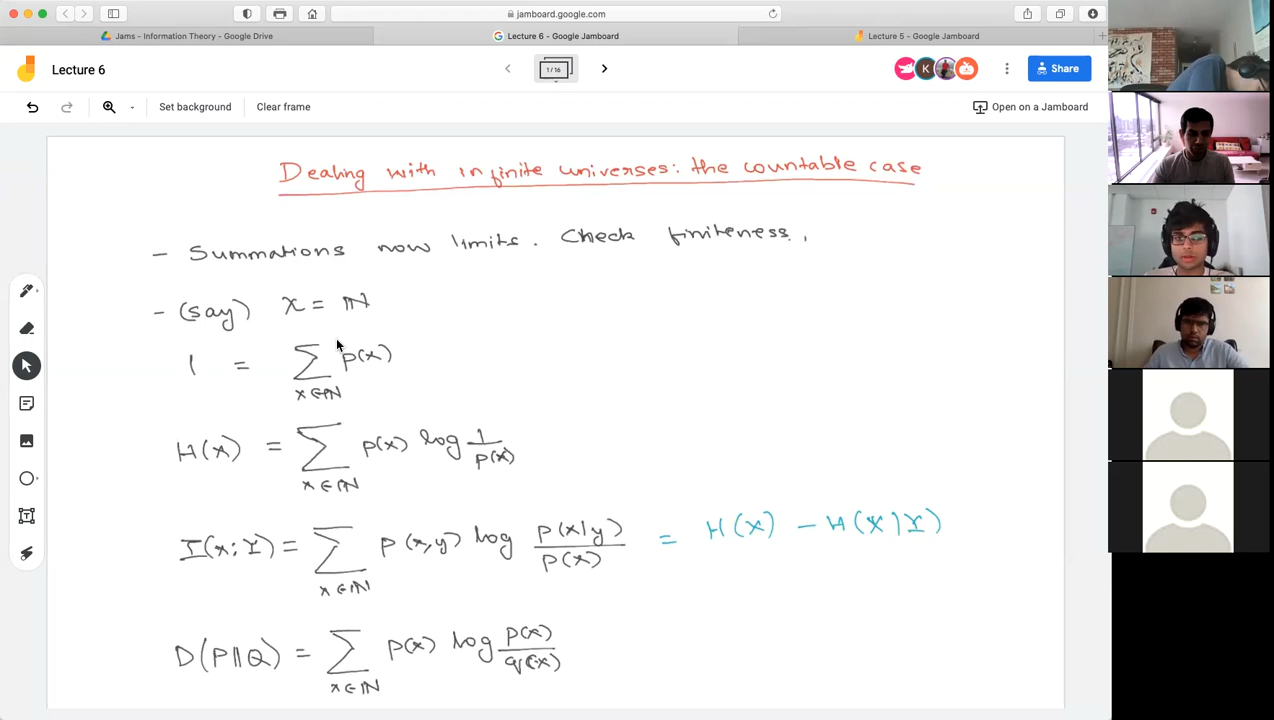 jamboard.google.com
Jams - Information Theory - Google Drive
Lecture 6 - Google Jamboard
Lecture 5 - Google Jamboard
Lecture 6
1/16
K
Share
Set background
Clear frame
Open on a Jamboard
Dealing with infinite universes: the countable case
- Summations now limits. Check finiteness.
- (say) X = ℕ
1 = ∑_{x∈ℕ} p(x)
H(X) = ∑_{x∈ℕ} p(x) log 1/p(x)
I(X;Y) = ∑_{x∈ℕ} p(x,y) log p(x|y)/p(x) = H(X) - H(X|Y)
D(P||Q) = ∑_{x∈ℕ} p(x) log p(x)/q(x)